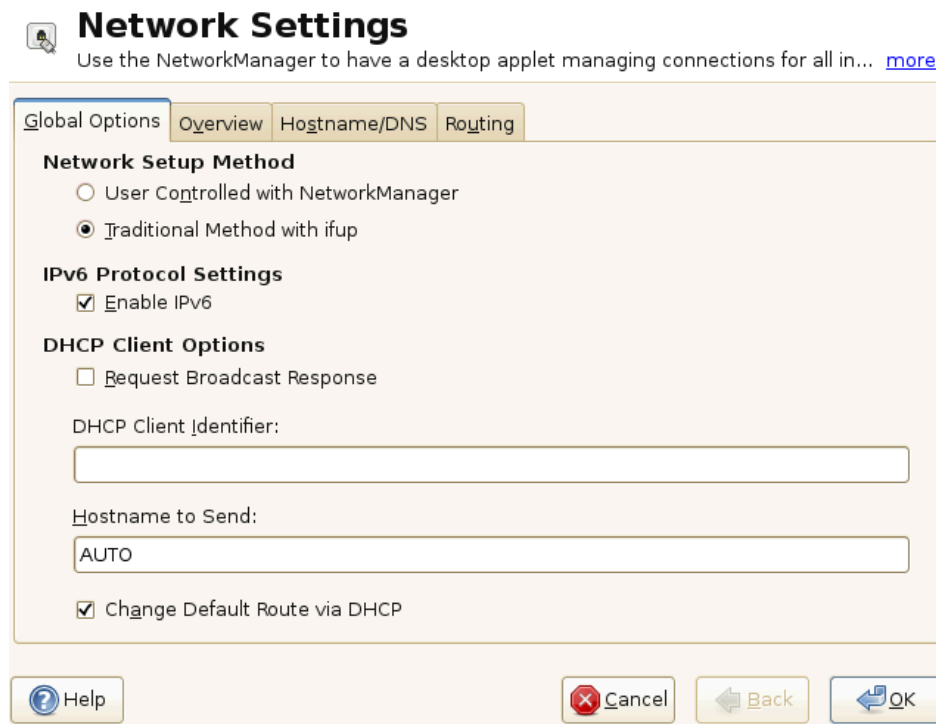 Network Settings
Use the NetworkManager to have a desktop applet managing connections for all in... more
Global Options Overview Hostname/DNS Routing
Network Setup Method
User Controlled with NetworkManager
Traditional Method with ifup
IPv6 Protocol Settings
Enable IPv6
DHCP Client Options
Request Broadcast Response
DHCP Client Identifier:
Hostname to Send:
AUTO
Change Default Route via DHCP
Help Cancel Back OK